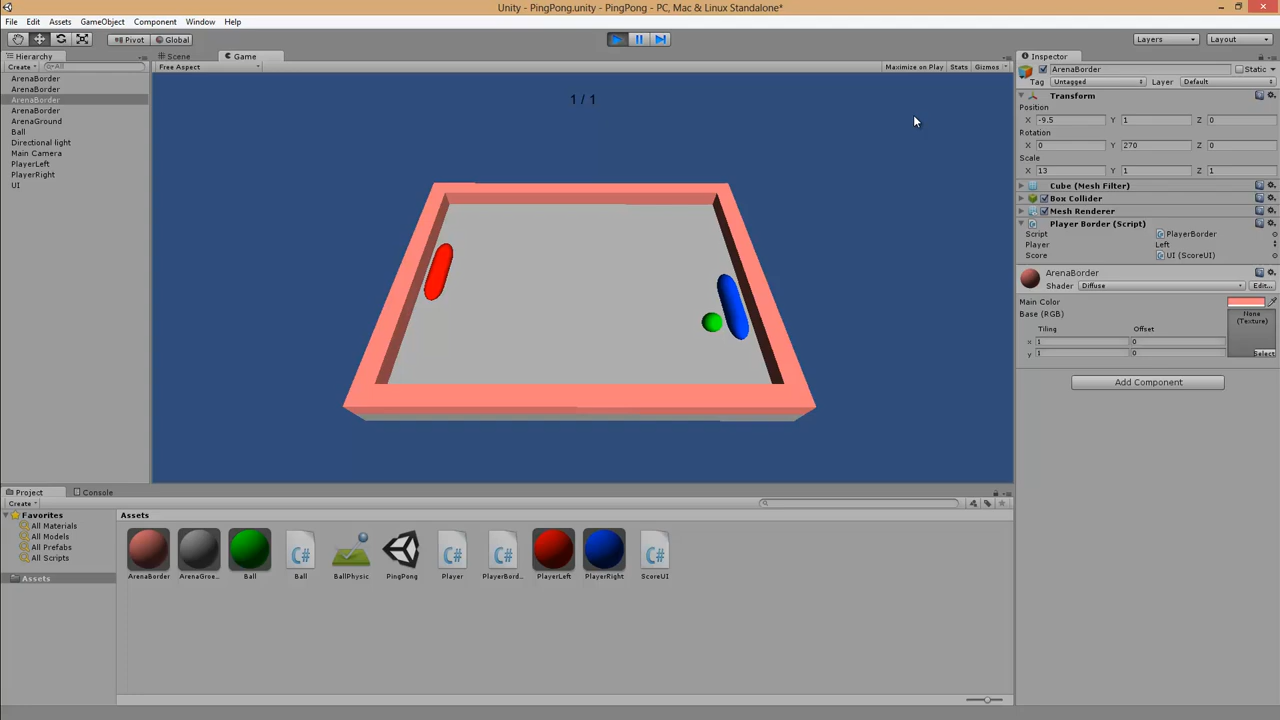 Unity - PingPong.unity - PingPong - PC, Mac & Linux Standalone*
File Edit Assets GameObject Component Window Help
Pivot Global Layers Layout
Hierarchy Scene Game Inspector
Create All Free Aspect Maximize on Play Stats Gizmos
ArenaBorder
ArenaBorder
ArenaBorder
ArenaBorder
ArenaGround
Ball
Directional light
Main Camera
PlayerLeft
PlayerRight
UI
1 / 1
ArenaBorder Static
Tag Untagged Layer Default
Transform
Position
X -9.5 Y 1 Z 0
Rotation
X 0 Y 270 Z 0
Scale
X 13 Y 1 Z 1
Cube (Mesh Filter)
Box Collider
Mesh Renderer
Player Border (Script)
Script PlayerBorder
Player Left
Score UI (ScoreUI)
ArenaBorder
Shader Diffuse Edit...
Main Color
Base (RGB) None (Texture)
Tiling Offset
x 1 0
y 1 0 Select
Add Component
Project Console
Create
Favorites
All Materials
All Models
All Prefabs
All Scripts
Assets
Assets
ArenaBorder ArenaGroe... Ball Ball BallPhysic PingPong Player PlayerBord.. PlayerLeft PlayerRight ScoreUI